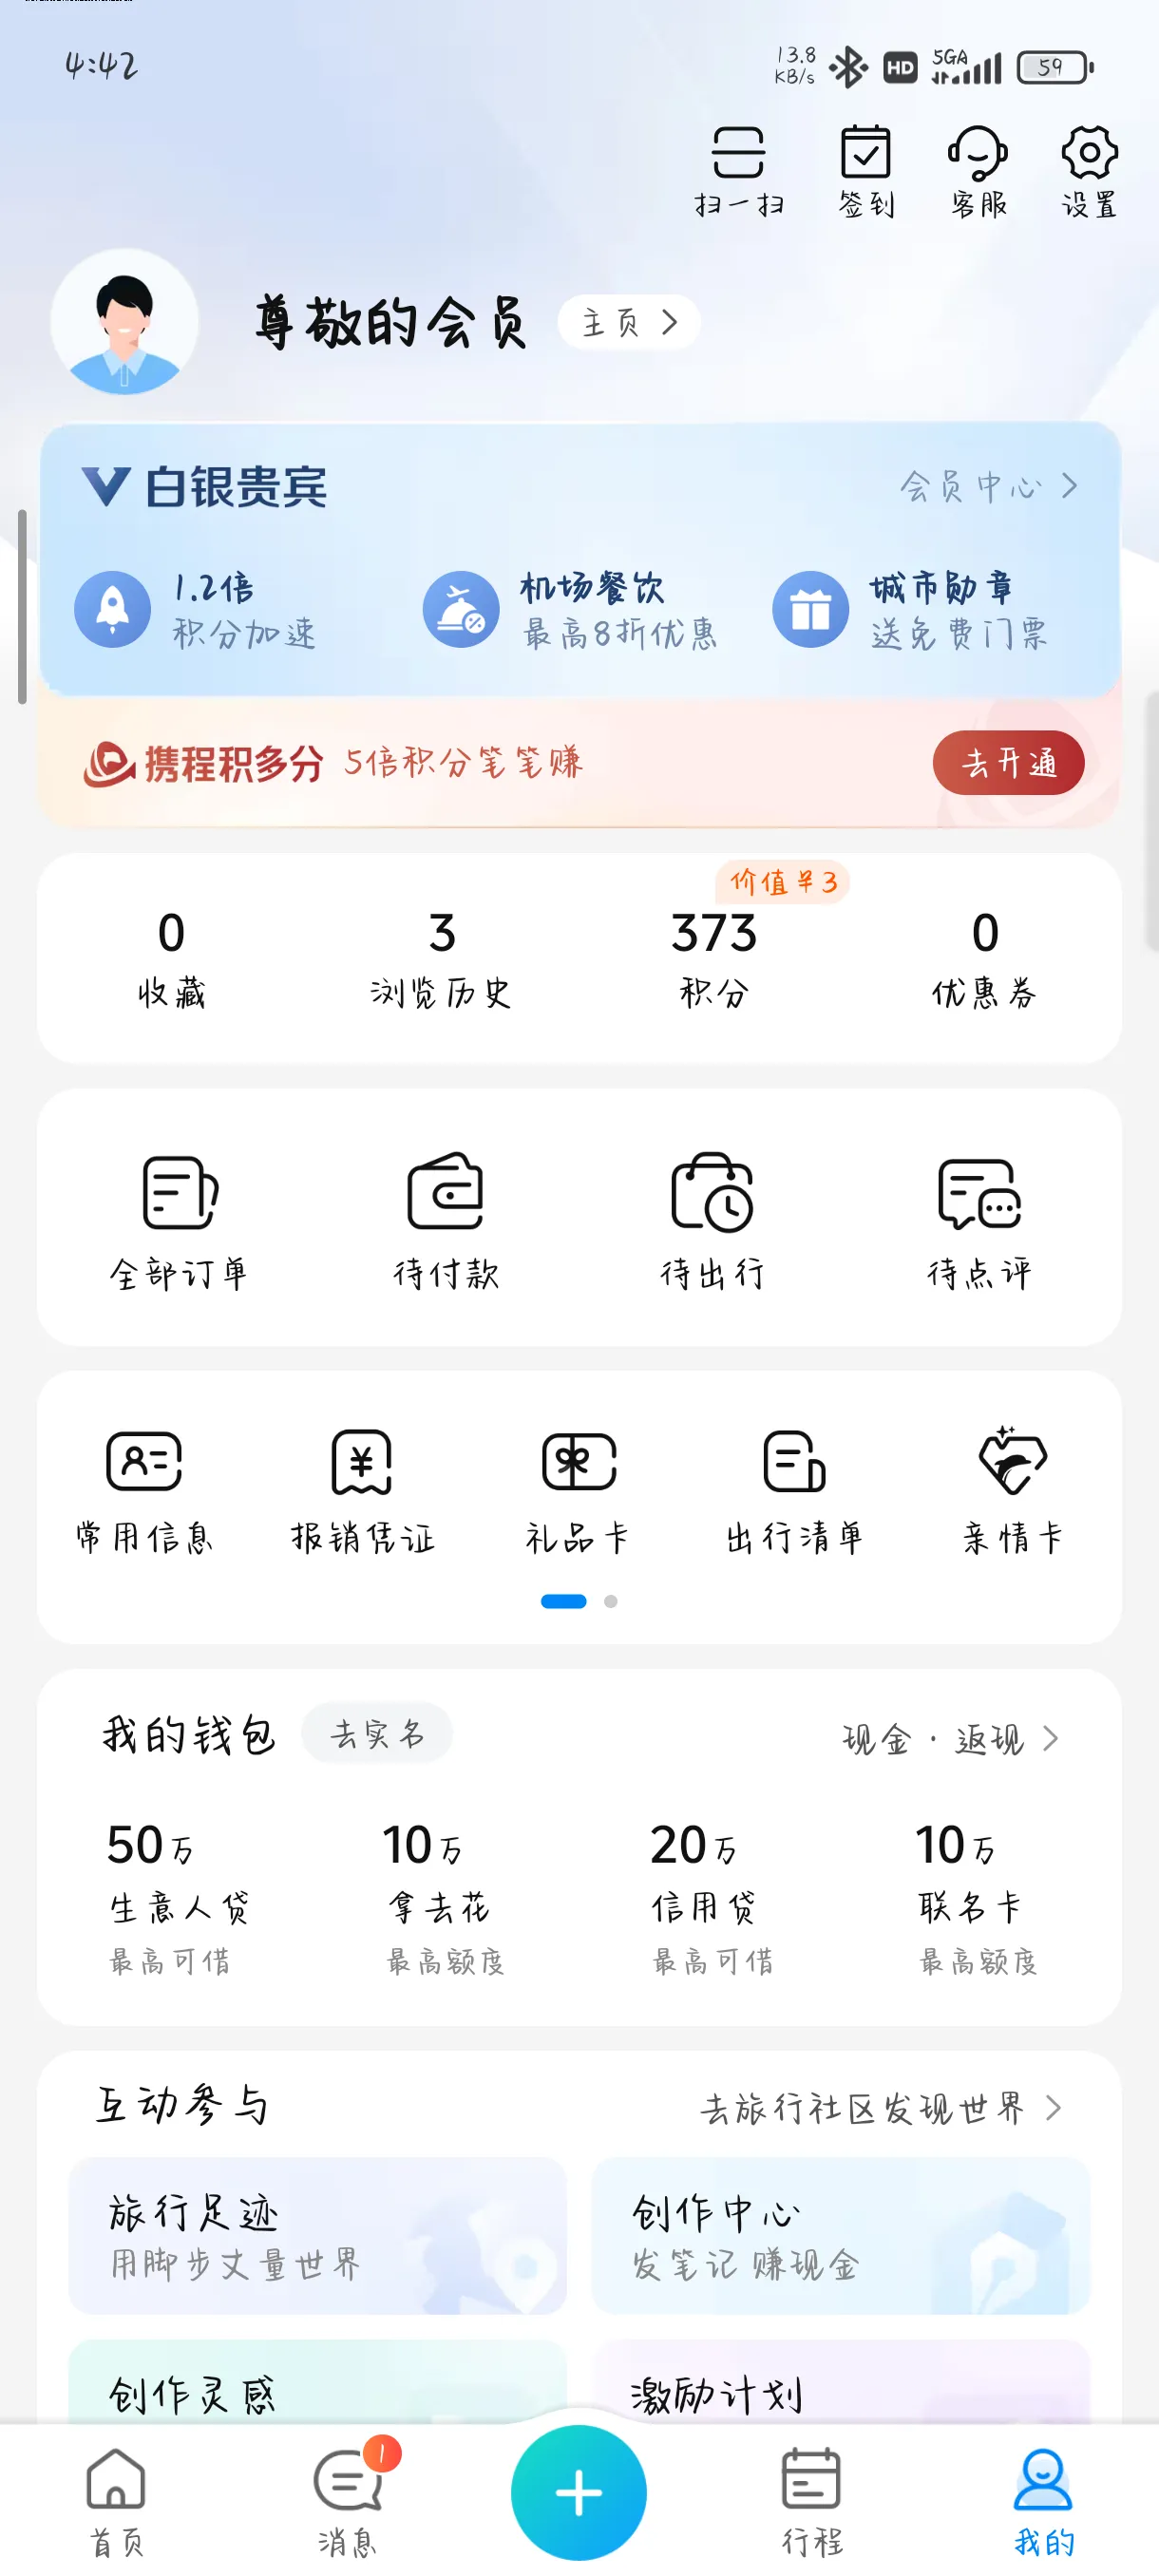 4:42
13.8
KB/s
HD
5GA
59
扫一扫 签到 客服 设置
尊敬的会员 主页
白银贵宾 会员中心
1.2倍 机场餐饮 城市勋章
积分加速 最高8折优惠 送免费门票
携程积多分 5倍积分笔笔赚 去开通
价值¥3
0 3 373 0
收藏 浏览历史 积分 优惠券
全部订单 待付款 待出行 待点评
常用信息 报销凭证 礼品卡 出行清单 亲情卡
我的钱包 去实名 现金·返现
50万 10万 20万 10万
生意人贷 拿去花 信用贷 联名卡
最高可借 最高额度 最高可借 最高额度
互动参与 去旅行社区发现世界
旅行足迹 创作中心
用脚步丈量世界 发笔记 赚现金
创作灵感 激励计划
1
首页 消息 行程 我的